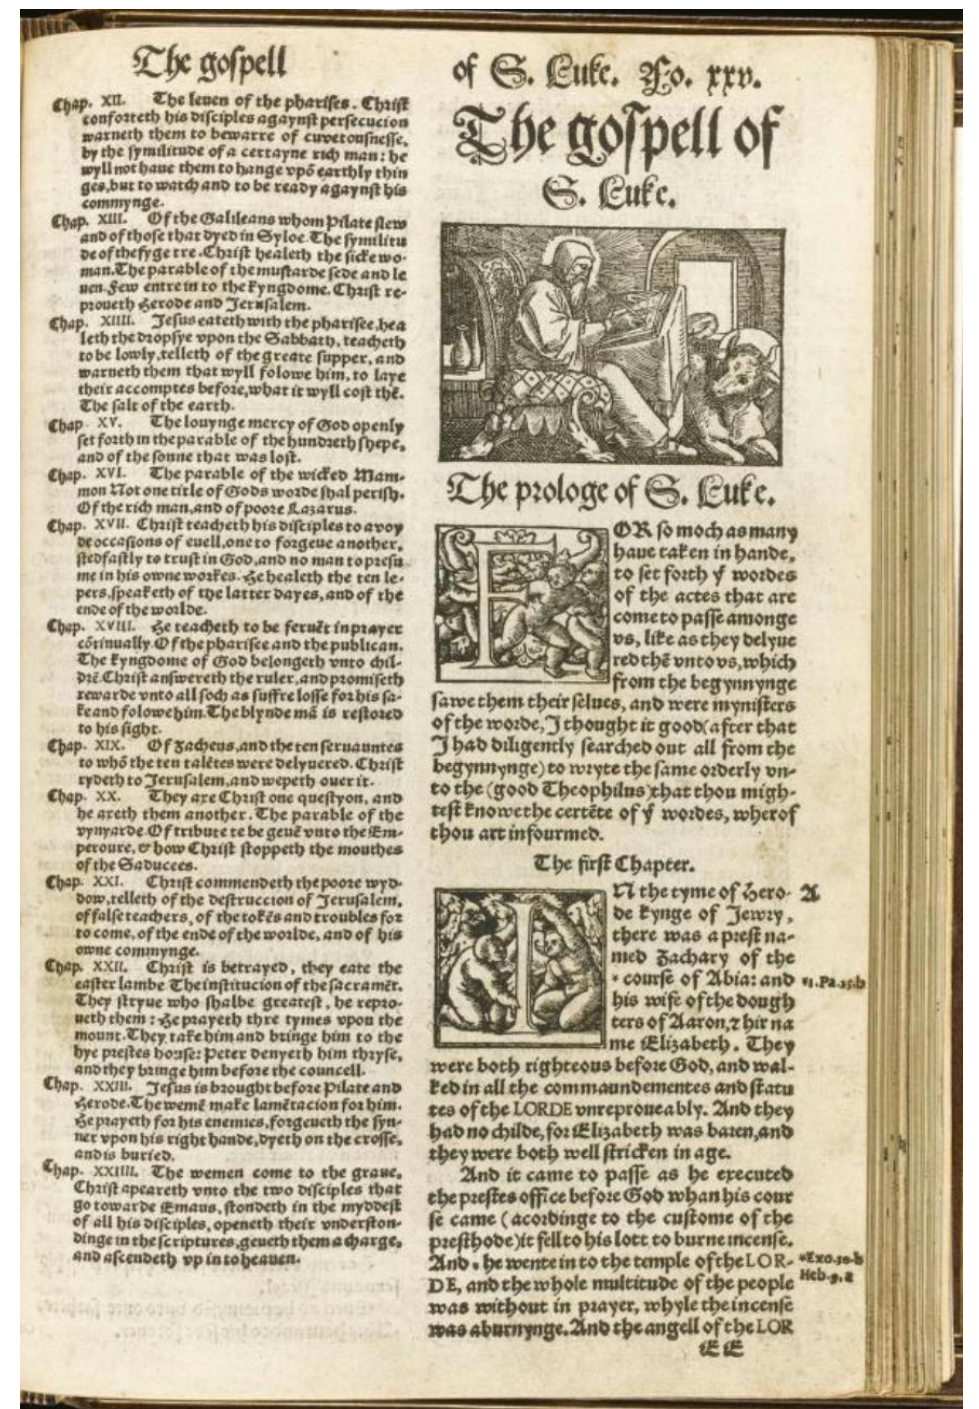 The gospell
Chap. XII. The leuen of the pharises. Christ
conforteth his disciples agaynst persecucion
warneth them to bewarre of cuvetousnesse,
by the symilitude of a certayne rich man: he
wyll not haue them to hange vpō earthly thin
ges, but to watch and to be ready agaynst his
commynge.
Chap. XIII. Of the Galileans whom Pilate slew
and of those that dyed in Syloe. The symilitu
de of the fyge tre. Christ healeth the sicke wo-
man. The parable of the mustarde sede and le
uen. Few entre in to the kyngdome. Christ re-
proueth Herode and Jerusalem.
Chap. XIIII. Jesus eateth with the pharisee, hea
leth the dropsye vpon the Sabbath, teacheth
to be lowly, telleth of the greate supper, and
warneth them that wyll folowe him, to laye
their accomptes before, what it wyll cost thē.
The salt of the earth.
Chap. XV. The louynge mercy of God openly
set forth in the parable of the hundreth shepe,
and of the sonne that was lost.
Chap. XVI. The parable of the wicked Mam-
mon Not one title of Gods worde shal perish.
Of the rich man, and of poore Lazarus.
Chap. XVII. Christ teacheth his disciples to avoy
de occasions of euell, one to forgeue another,
stedfastly to trust in God, and no man to presu
me in his owne workes. He healeth the ten le-
pers, speaketh of the latter dayes, and of the
ende of the worlde.
Chap. XVIII. He teacheth to be feruēt in prayer
cōtinually Of the pharisee and the publican.
The kyngdome of God belongeth vnto chil-
drē. Christ answereth the ruler, and promiseth
rewarde vnto all soch as suffre losse for his sa-
ke and folowe him. The blynde mā is restored
to his sight.
Chap. XIX. Of Zacheus, and the ten seruauntes
to whō the ten talētes were delyuered. Christ
rydeth to Jerusalem, and wepeth ouer it.
Chap. XX. They axe Christ one questyon, and
he axeth them another. The parable of the
vynyarde. Of tribute te be geuē vnto the Em-
peroure, & how Christ stoppeth the mouthes
of the Saducees.
Chap. XXI. Christ commendeth the poore wyd-
dow, telleth of the destruccion of Jerusalem,
of false teachers, of the tokēs and troubles for
to come, of the ende of the worlde, and of his
owne commynge.
Chap. XXII. Christ is betrayed, they eate the
easter lambe The institucion of the sacramēt.
They stryue who shalbe greatest, he repro-
ueth them: He prayeth thre tymes vpon the
mount. They take him and bringe him to the
hye prestes house: Peter denyeth him thryse,
and they bringe him before the councell.
Chap. XXIII. Jesus is brought before Pilate and
Herode. The wemē make lamētacion for him.
He prayeth for his enemies, forgeueth the syn-
ner vpon his right hande, dyeth on the crosse,
and is buried.
Chap. XXIIII. The wemen come to the graue.
Christ apeareth vnto the two disciples that
go towarde Emaus, stondeth in the myddest
of all his disciples, openeth their vnderston-
dinge in the scriptures, geueth them a charge,
and ascendeth vp in to heauen.
of S. Luke. Fo. xxv.
The gospell of
S. Luke.
The prologe of S. Luke.
FOR so moch as many
haue taken in hande,
to set forth yͤ wordes
of the actes that are
come to passe amonge
vs, like as they delyue
red thē vnto vs, which
from the begynnynge
sawe them their selues, and were mynisters
of the worde, I thought it good (after that
I had diligently searched out all from the
begynnynge) to wryte the same orderly vn-
to the (good Theophilus) that thou migh-
test knowe the certēte of yͤ wordes, wherof
thou art infourmed.
The first Chapter.
IN the tyme of Hero- A
de kynge of Jewry,
there was a prest na-
med Zachary of the
* course of Abia: and
his wife of the dough
ters of Aaron, ⁊ hir na
me Elizabeth. They
were both righteous before God, and wal-
ked in all the commaundementes and statu
tes of the LORDE vnreproueably. And they
had no childe, for Elizabeth was baren, and
they were both well stricken in age.
And it came to passe as he executed
the prestes office before God whan his cour
se came (acordinge to the custome of the
presthode) it fell to his lott to burne incense.
And * he wente in to the temple of the LOR-
DE, and the whole multitude of the people
was without in prayer, whyle the incense
was aburnynge. And the angell of the LOR
EE
*Exo. 30. b
Heb. 9. a